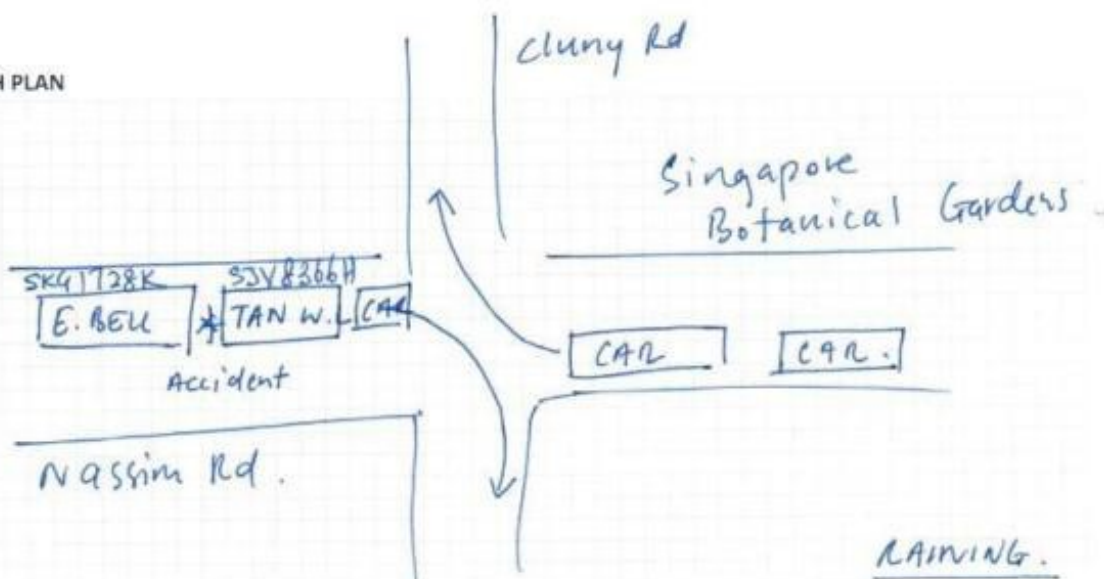 H PLAN
Cluny Rd
Singapore
Botanical Gardens
SKG1728K
SJV8366H
E. BELL
TAN W.L
CAR
CAR
CAR.
Accident
Nassim Rd.
RAINING.